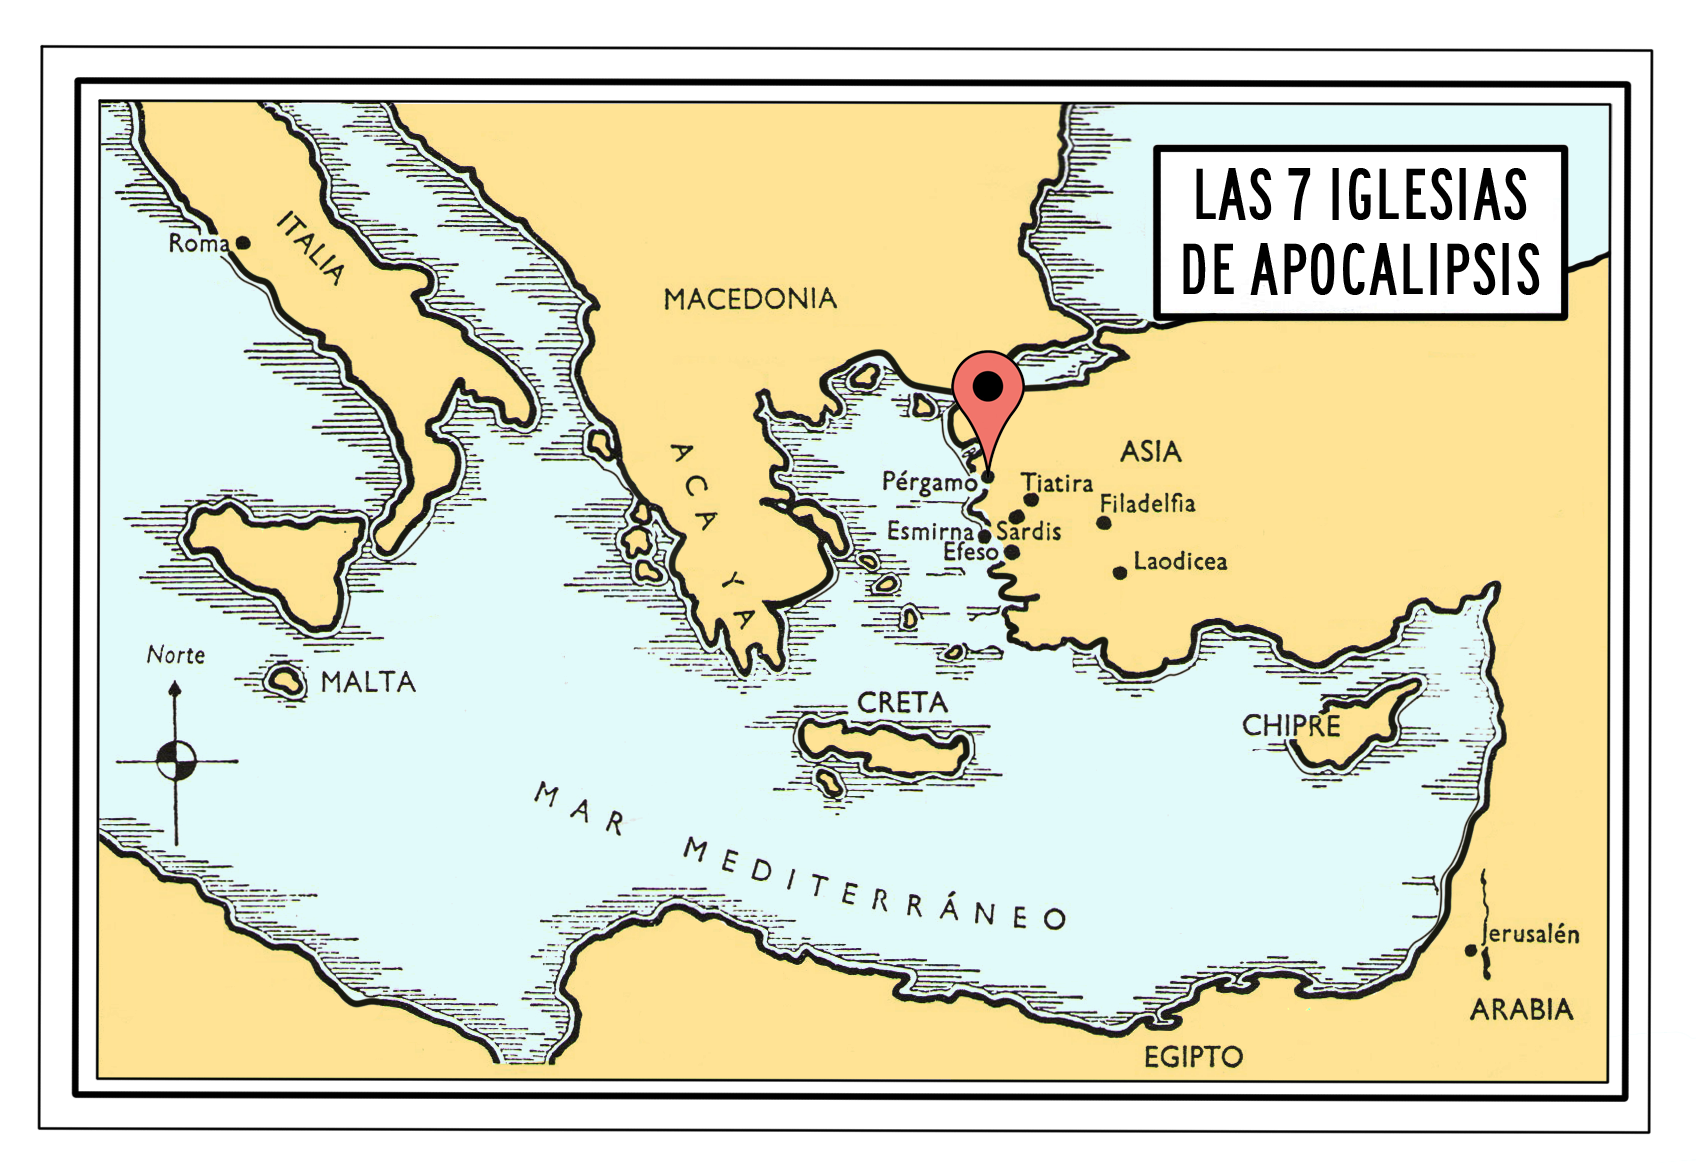 LAS 7 IGLESIAS
DE APOCALIPSIS
Roma
ITALIA
MACEDONIA
ACAYA
ASIA
Pérgamo
Tiatira
Filadelfia
Esmirna
Sardis
Efeso
Laodicea
Norte
MALTA
CRETA
CHIPRE
MAR MEDITERRÁNEO
Jerusalén
ARABIA
EGIPTO